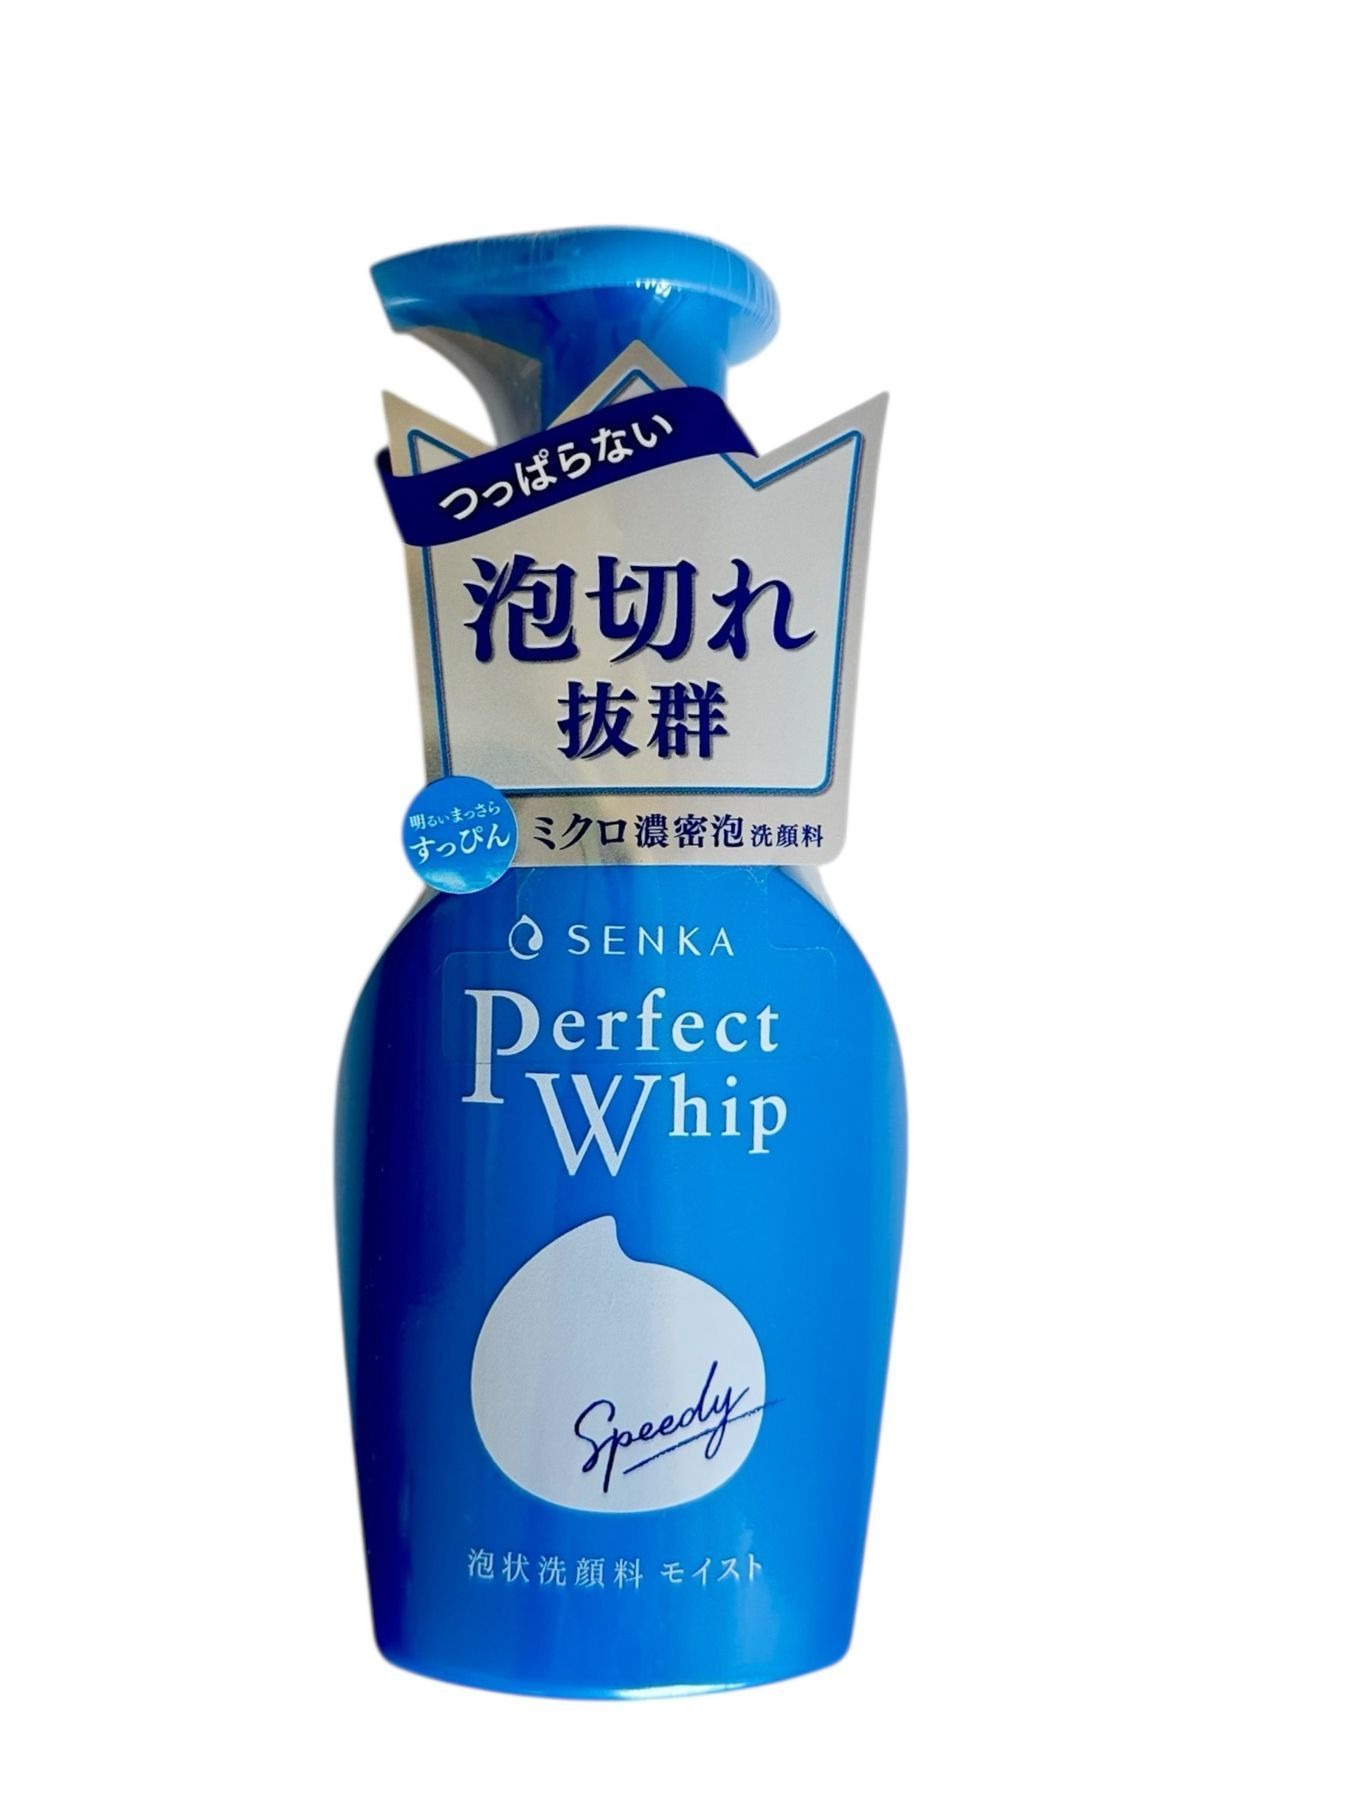 つっぱらない
泡切れ
抜群
明るいまっさら
すっぴん
ミクロ濃密泡洗顔料
SENKA
Perfect
Whip
Speedy
泡状洗顔料 モイスト